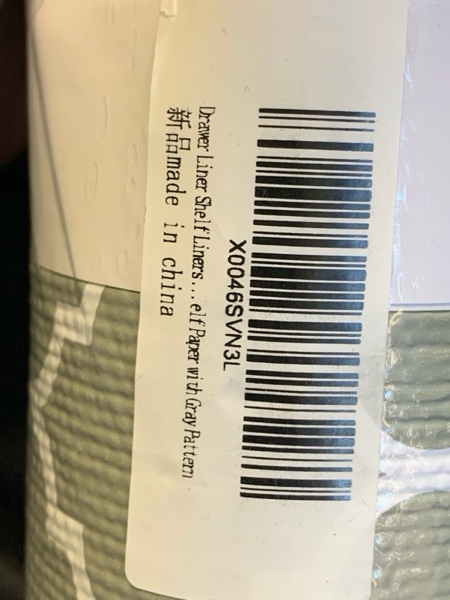 X0046SVN3L
Drawer Liner Shelf Liners...elf Paper with Gray Pattern
新品made in china